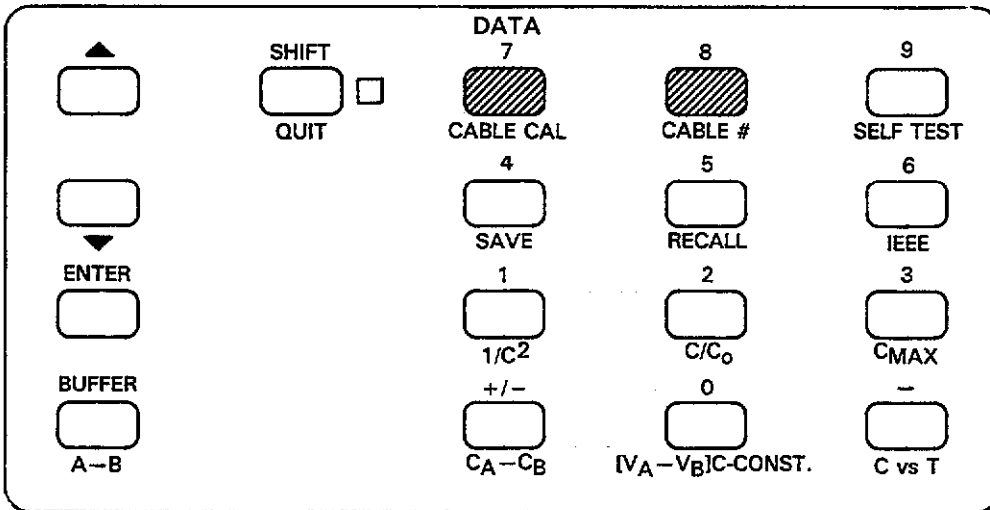 DATA
▲ SHIFT 7 8 9
QUIT CABLE CAL CABLE # SELF TEST
4 5 6
▼ SAVE RECALL IEEE
ENTER 1 2 3
1/C² C/C₀ CMAX
BUFFER +/− 0 −
A—B CA—CB [VA—VB]C-CONST. C vs T